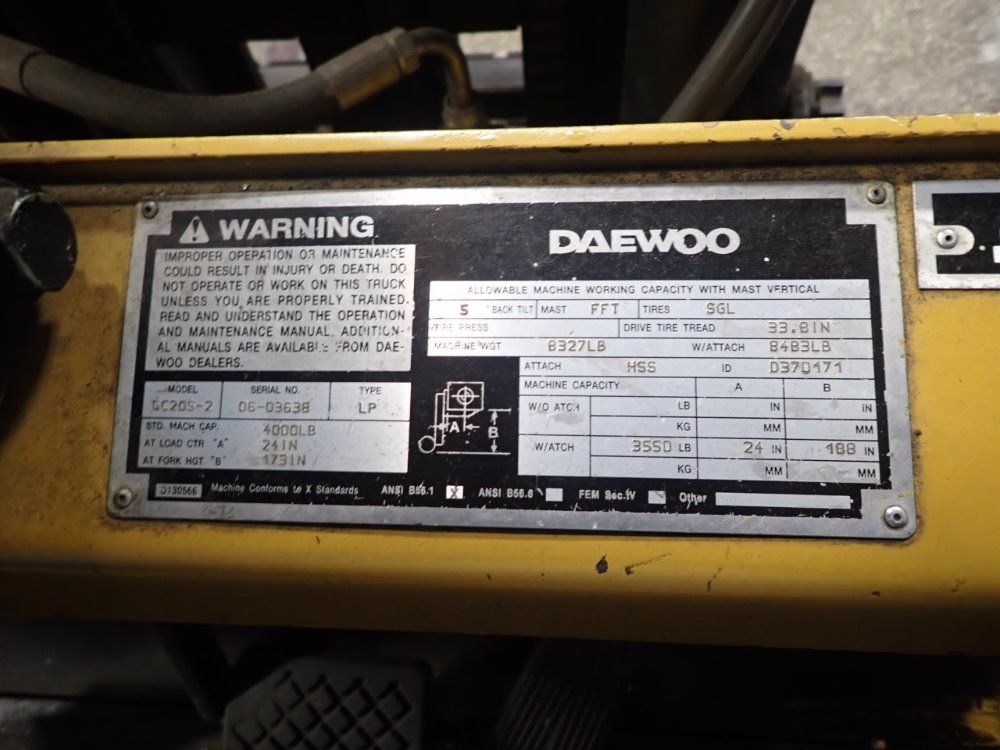 WARNING
IMPROPER OPERATION OR MAINTENANCE
COULD RESULT IN INJURY OR DEATH. DO
NOT OPERATE OR WORK ON THIS TRUCK
UNLESS YOU ARE PROPERLY TRAINED.
READ AND UNDERSTAND THE OPERATION
AND MAINTENANCE MANUAL. ADDITION-
AL MANUALS ARE AVAILABLE FROM DAE-
WOO DEALERS.
MODEL SERIAL NO. TYPE
GC20S-2 06-03638 LP
STD. MACH CAP. 4000LB
AT LOAD CTR "A" 24IN
AT FORK HGT "B" 173IN
DAEWOO
ALLOWABLE MACHINE WORKING CAPACITY WITH MAST VERTICAL
5 BACK TILT MAST FFT TIRES SGL
TIRE PRESS DRIVE TIRE TREAD 33.8IN
MACHINE WGT 8327LB W/ATTACH 8483LB
ATTACH HSS ID D370171
MACHINE CAPACITY A B
W/O ATCH LB IN IN
KG MM MM
W/ATCH 3550 LB 24 IN 188 IN
KG MM MM
A
B
D130566 Machine Conforms to X Standards ANSI B56.1 X ANSI B56.6 FEM Sec.IV Other